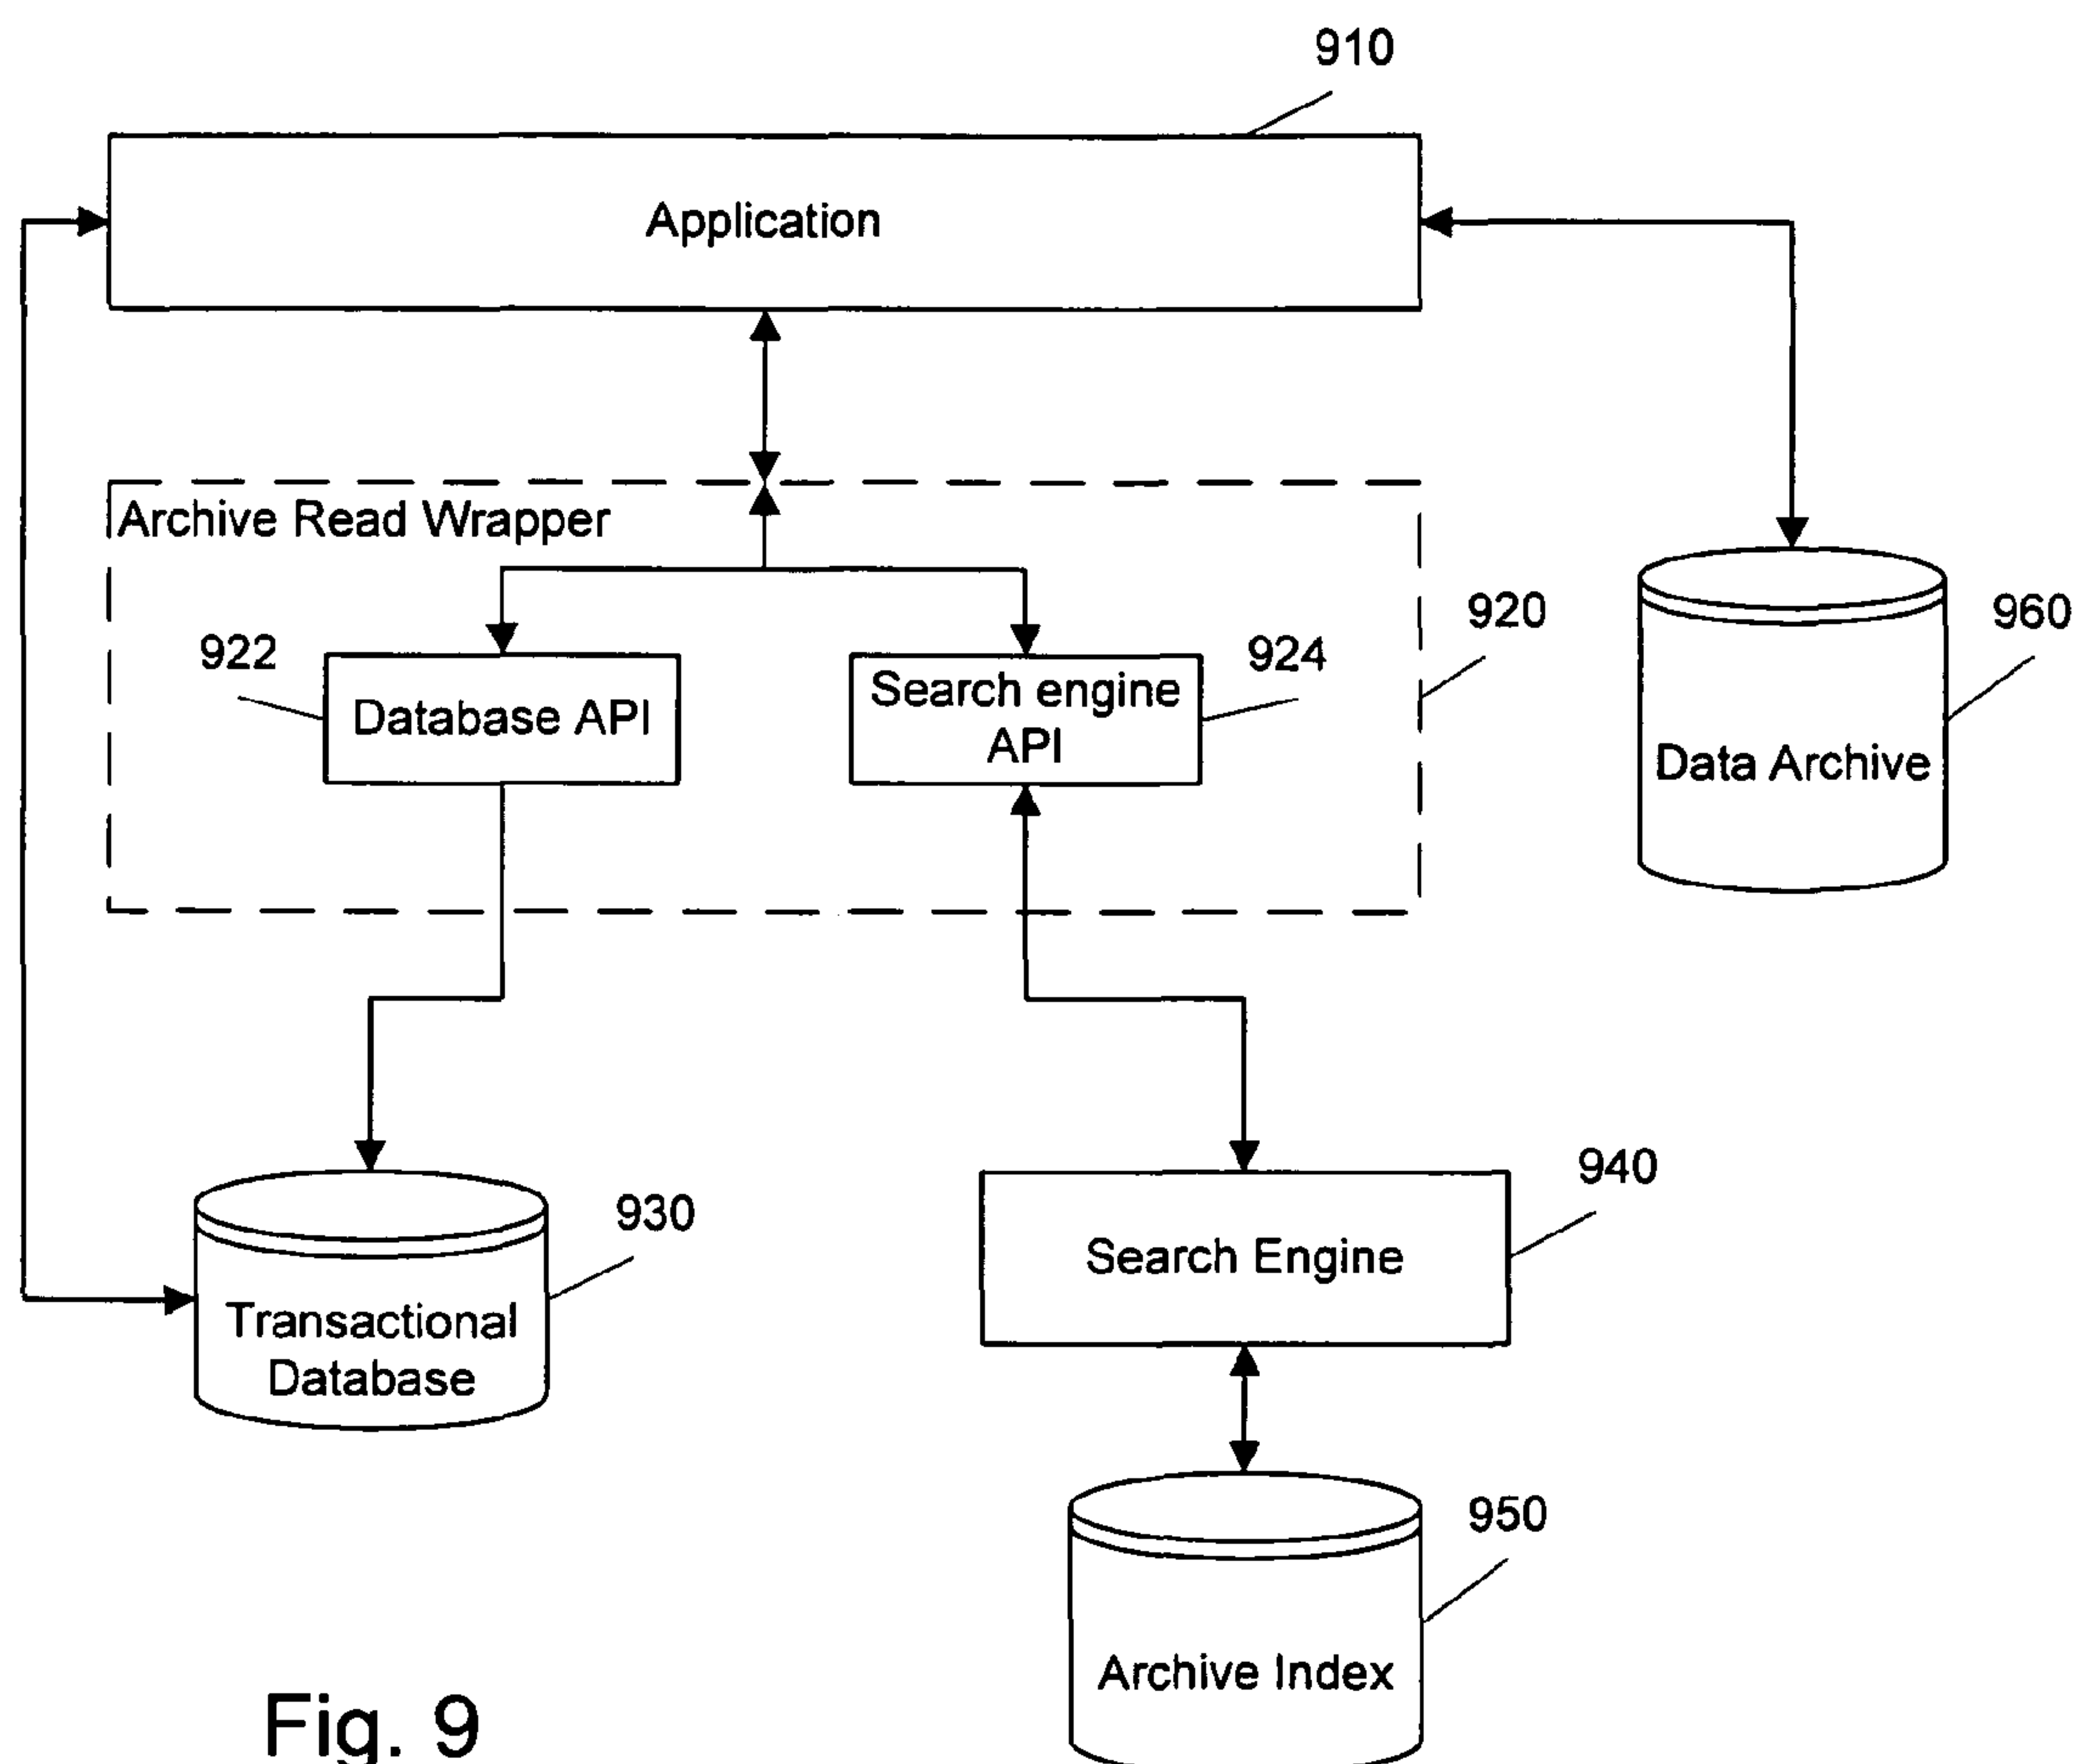 910
Application
Archive Read Wrapper
922
Database API
Search engine
API
924
920
960
Data Archive
930
Transactional
Database
940
Search Engine
950
Archive Index
Fig. 9